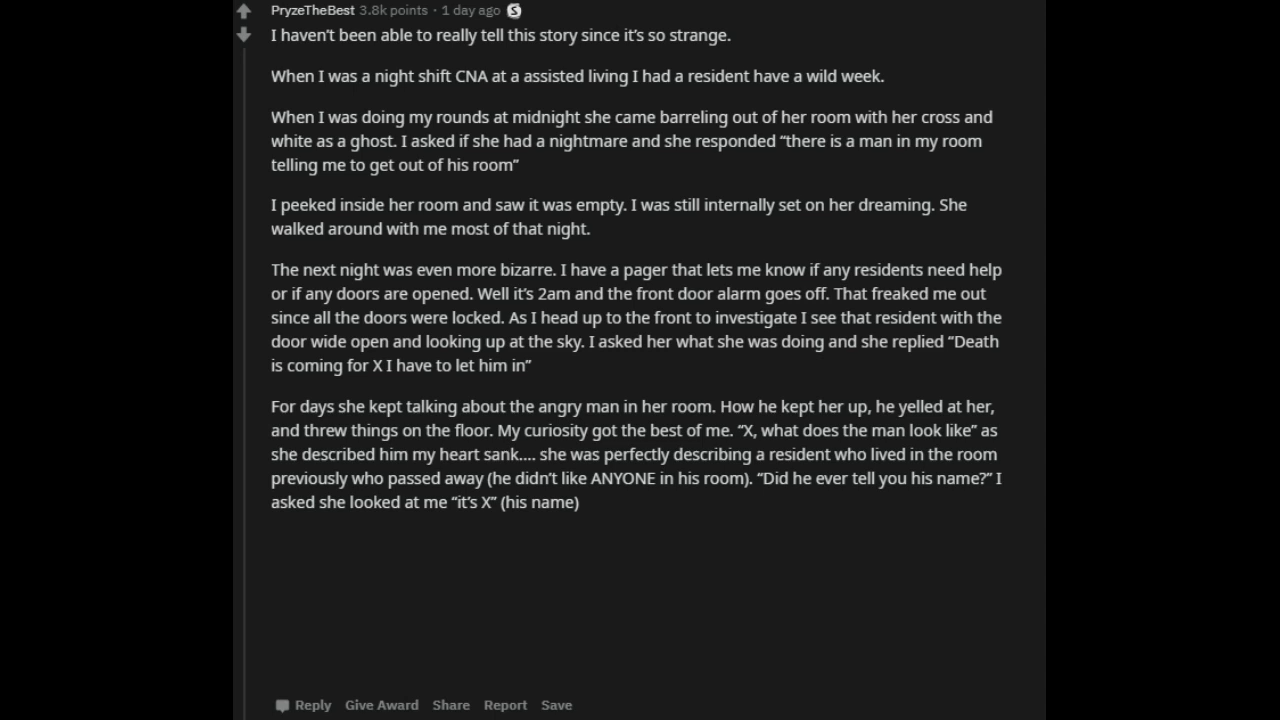 PryzeTheBest 3.8k points · 1 day ago S
I haven't been able to really tell this story since it's so strange.
When I was a night shift CNA at a assisted living I had a resident have a wild week.
When I was doing my rounds at midnight she came barreling out of her room with her cross and
white as a ghost. I asked if she had a nightmare and she responded “there is a man in my room
telling me to get out of his room”
I peeked inside her room and saw it was empty. I was still internally set on her dreaming. She
walked around with me most of that night.
The next night was even more bizarre. I have a pager that lets me know if any residents need help
or if any doors are opened. Well it's 2am and the front door alarm goes off. That freaked me out
since all the doors were locked. As I head up to the front to investigate I see that resident with the
door wide open and looking up at the sky. I asked her what she was doing and she replied “Death
is coming for X I have to let him in”
For days she kept talking about the angry man in her room. How he kept her up, he yelled at her,
and threw things on the floor. My curiosity got the best of me. “X, what does the man look like” as
she described him my heart sank.... she was perfectly describing a resident who lived in the room
previously who passed away (he didn't like ANYONE in his room). “Did he ever tell you his name?” I
asked she looked at me “it's X” (his name)
Reply Give Award Share Report Save